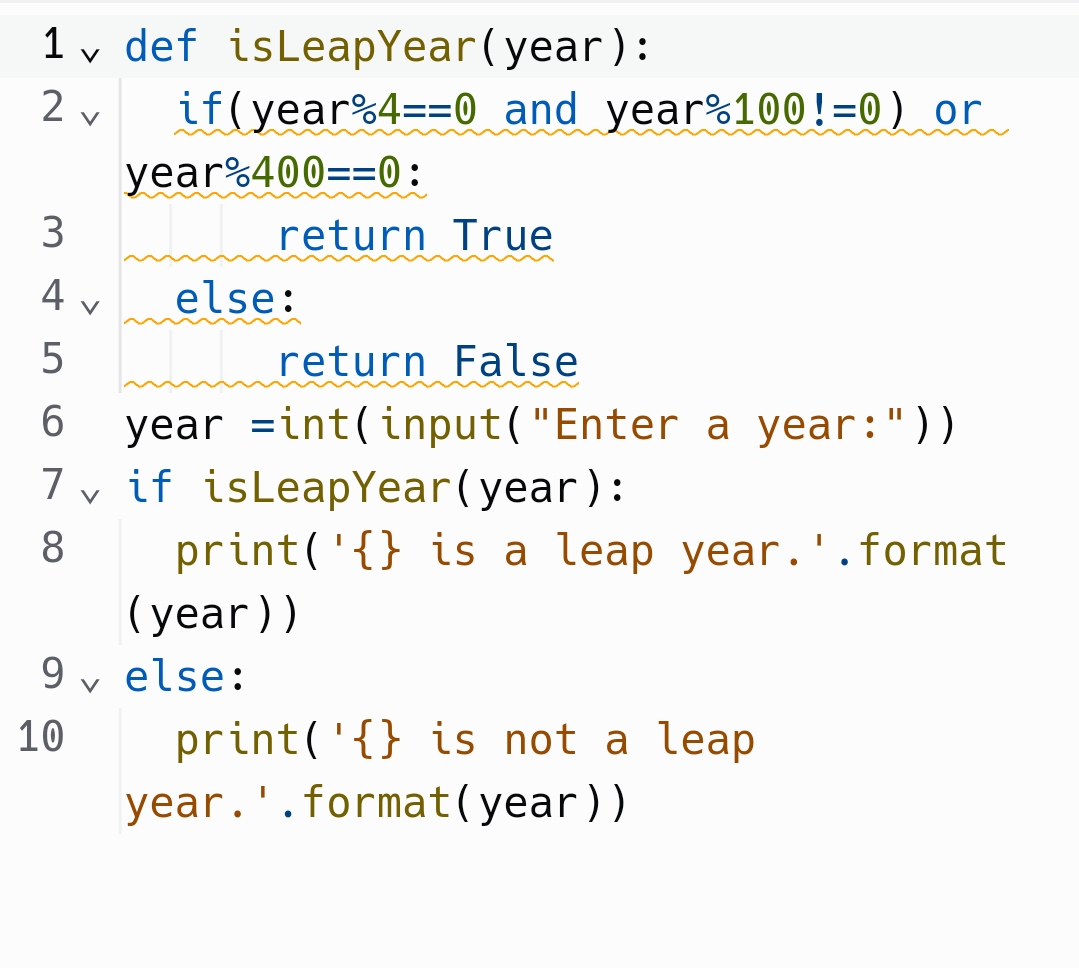 1 def isLeapYear(year):
2   if(year%4==0 and year%100!=0) or
year%400==0:
3       return True
4   else:
5       return False
6 year =int(input("Enter a year:"))
7 if isLeapYear(year):
8   print('{} is a leap year.'.format
(year))
9 else:
10   print('{} is not a leap
year.'.format(year))